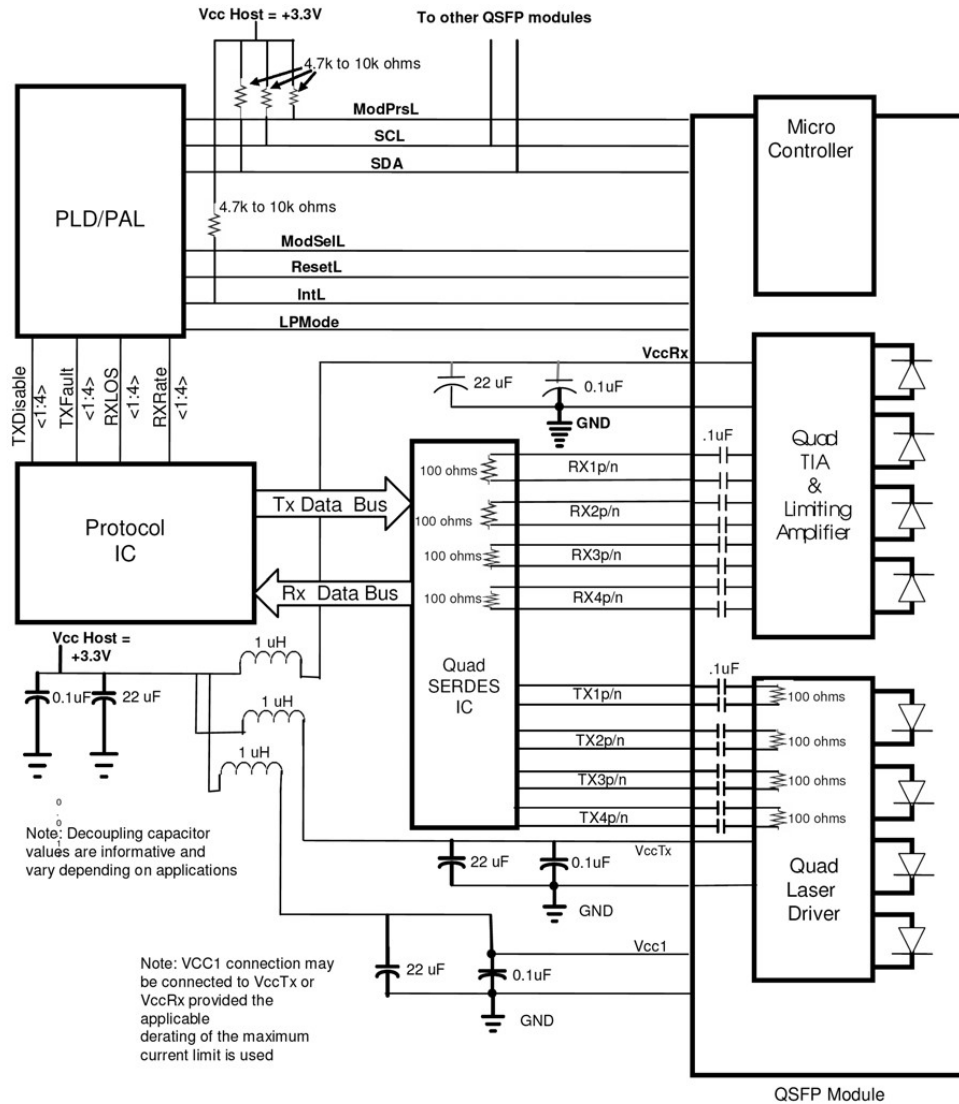 Vcc Host = +3.3V
To other QSFP modules
4.7k to 10k ohms
ModPrsL
SCL
SDA
Micro
Controller
PLD/PAL
4.7k to 10k ohms
ModSelL
ResetL
IntL
LPMode
TXDisable
<1:4>
TXFault
<1:4>
RXLOS
<1:4>
RXRate
<1:4>
VccRx
22 uF
0.1uF
GND
.1uF
Quad
TIA
&
Limiting
Amplifier
100 ohms
RX1p/n
100 ohms
RX2p/n
100 ohms
RX3p/n
100 ohms
RX4p/n
Tx Data Bus
Protocol
IC
Rx Data Bus
Vcc Host =
+3.3V
0.1uF
22 uF
1 uH
1 uH
1 uH
Quad
SERDES
IC
.1uF
TX1p/n
100 ohms
TX2p/n
100 ohms
TX3p/n
100 ohms
TX4p/n
100 ohms
Quad
Laser
Driver
0.01
Note: Decoupling capacitor
values are informative and
vary depending on applications
VccTx
22 uF
0.1uF
GND
Vcc1
22 uF
0.1uF
GND
Note: VCC1 connection may
be connected to VccTx or
VccRx provided the
applicable
derating of the maximum
current limit is used
QSFP Module